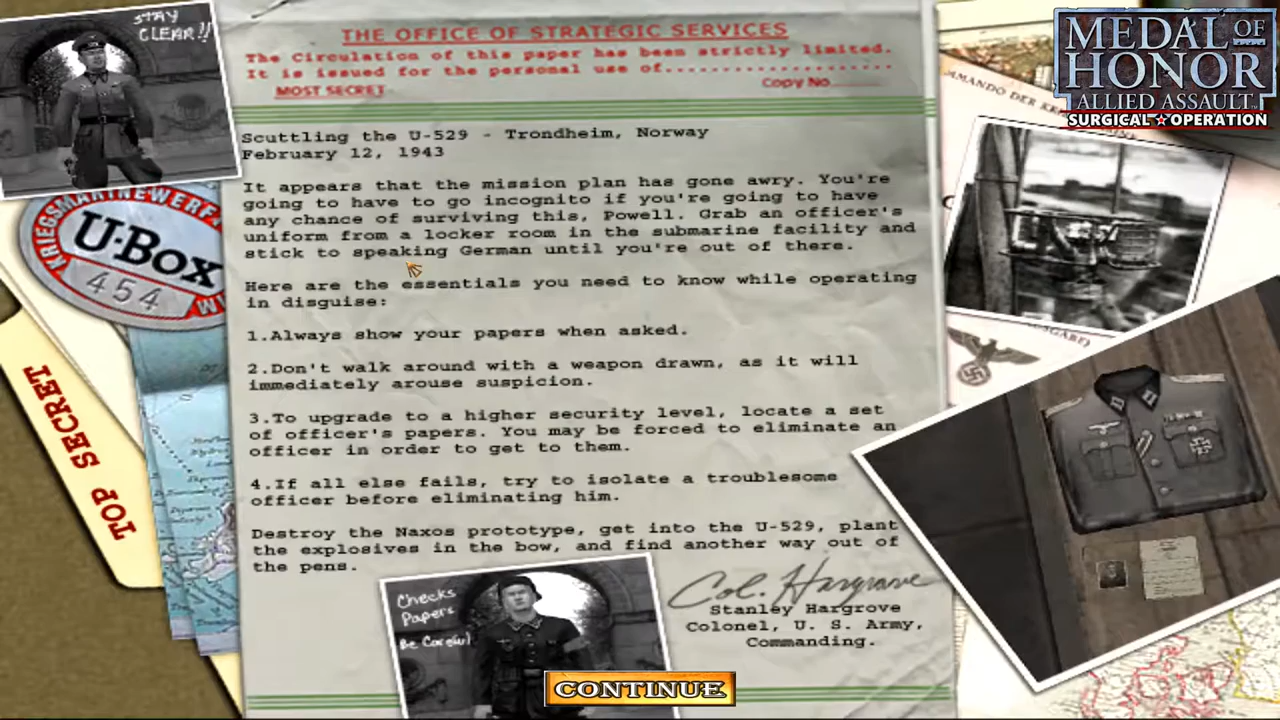 STAY
CLEAR!!
THE OFFICE OF STRATEGIC SERVICES
The Circulation of this paper has been strictly limited.
It is issued for the personal use of....................
MOST SECRET
Copy No.......
MEDAL OF
HONOR
ALLIED ASSAULT
SURGICAL OPERATION
Scuttling the U-529 - Trondheim, Norway
February 12, 1943
It appears that the mission plan has gone awry. You're
going to have to go incognito if you're going to have
any chance of surviving this, Powell. Grab an officer's
uniform from a locker room in the submarine facility and
stick to speaking German until you're out of there.
Here are the essentials you need to know while operating
in disguise:
1.Always show your papers when asked.
2.Don't walk around with a weapon drawn, as it will
immediately arouse suspicion.
3.To upgrade to a higher security level, locate a set
of officer's papers. You may be forced to eliminate an
officer in order to get to them.
4.If all else fails, try to isolate a troublesome
officer before eliminating him.
Destroy the Naxos prototype, get into the U-529, plant
the explosives in the bow, and find another way out of
the pens.
Col. Hargrave
Stanley Hargrove
Colonel, U. S. Army,
Commanding.
KRIEGSMARINEWERF
U-Box
454
TOP SECRET
Checks
Papers
Be Careful
CONTINUE